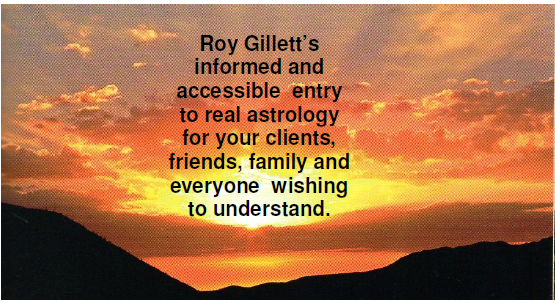 Roy Gillett's
informed and
accessible entry
to real astrology
for your clients,
friends, family and
everyone wishing
to understand.